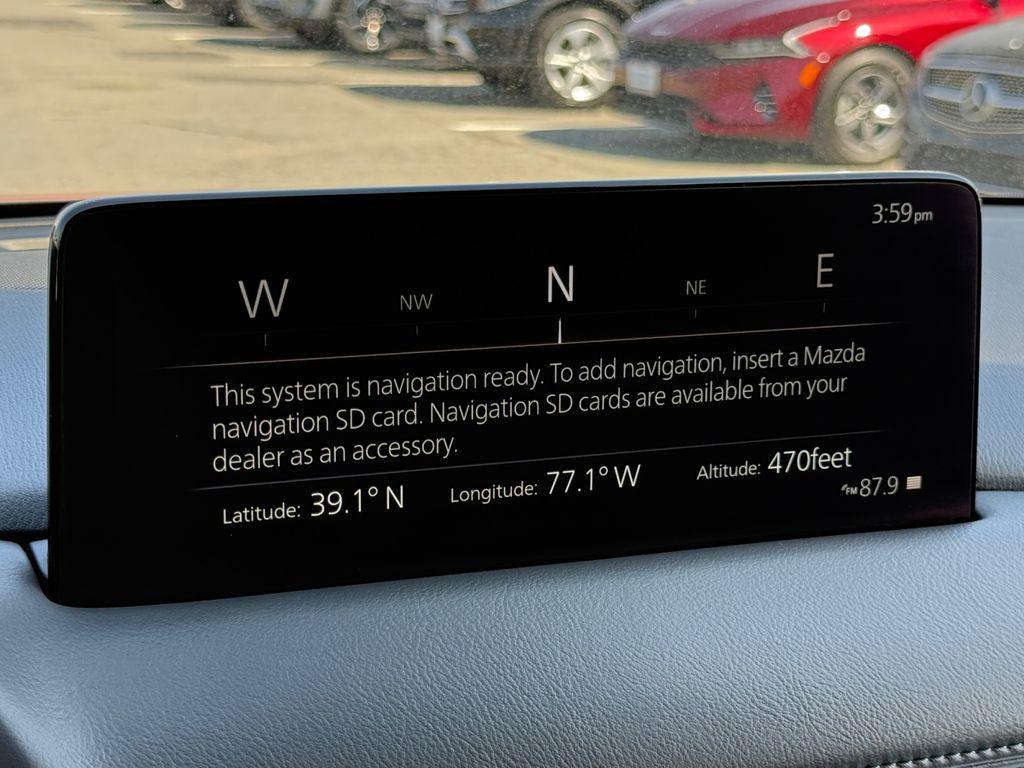 3:59pm
W NW N NE E
This system is navigation ready. To add navigation, insert a Mazda
navigation SD card. Navigation SD cards are available from your
dealer as an accessory.
Latitude: 39.1° N Longitude: 77.1° W Altitude: 470feet
FM 87.9